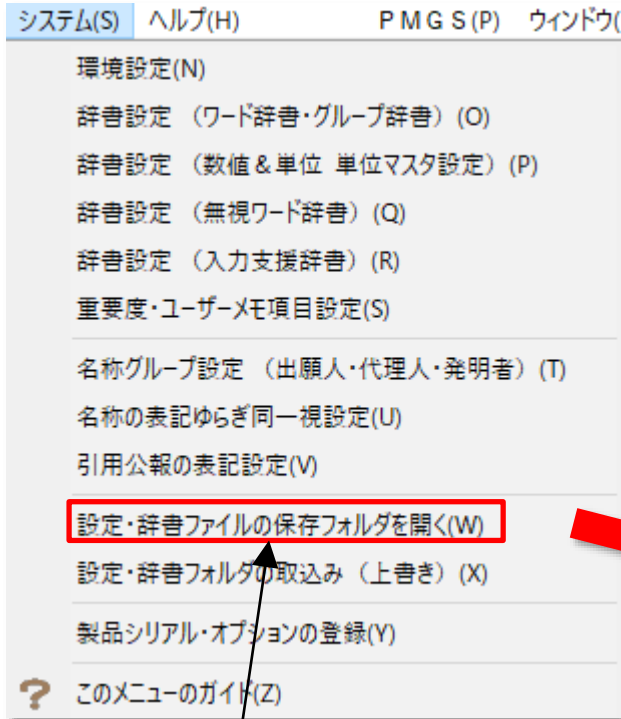 システム(S) ヘルプ(H) ＰＭＧＳ(P) ウィンドウ(
環境設定(N)
辞書設定 （ワード辞書・グループ辞書）(O)
辞書設定 （数値＆単位 単位マスタ設定）(P)
辞書設定 （無視ワード辞書）(Q)
辞書設定 （入力支援辞書）(R)
重要度・ユーザーメモ項目設定(S)
名称グループ設定 （出願人・代理人・発明者）(T)
名称の表記ゆらぎ同一視設定(U)
引用公報の表記設定(V)
設定・辞書ファイルの保存フォルダを開く(W)
設定・辞書フォルダの取込み（上書き）(X)
製品シリアル・オプションの登録(Y)
? このメニューのガイド(Z)